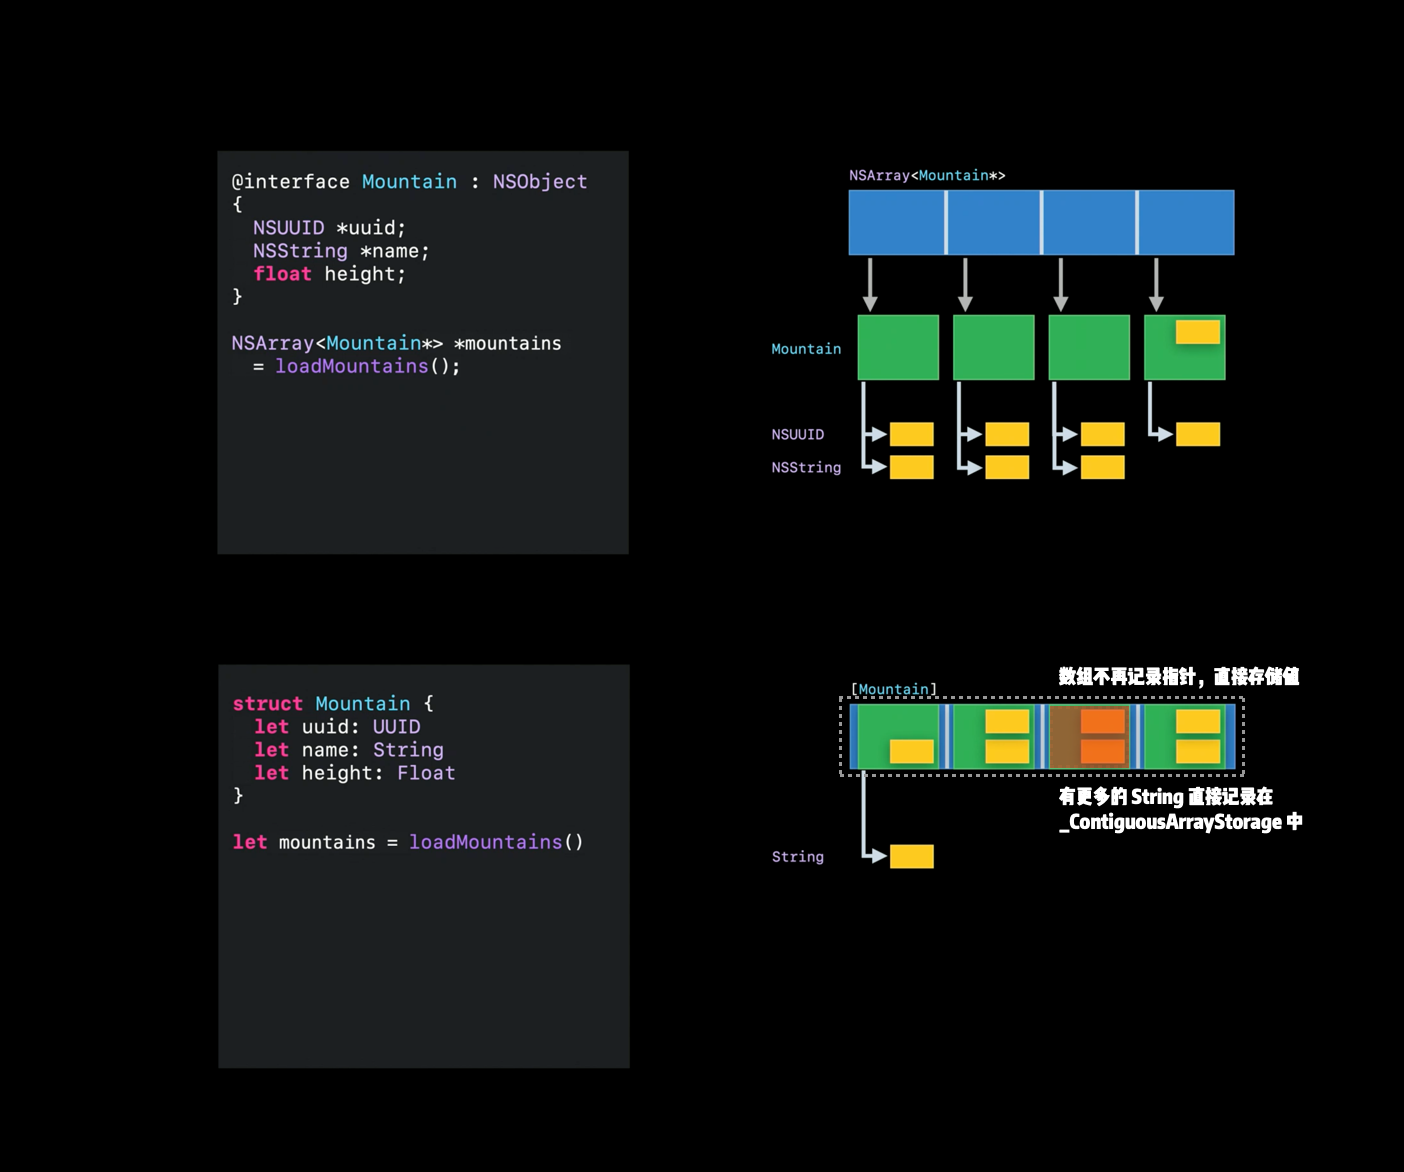 @interface Mountain : NSObject
{
  NSUUID *uuid;
  NSString *name;
  float height;
}
NSArray<Mountain*> *mountains
  = loadMountains();
NSArray<Mountain*>
Mountain
NSUUID
NSString
struct Mountain {
  let uuid: UUID
  let name: String
  let height: Float
}
let mountains = loadMountains()
数组不再记录指针，直接存储值
[Mountain]
有更多的 String 直接记录在
_ContiguousArrayStorage 中
String